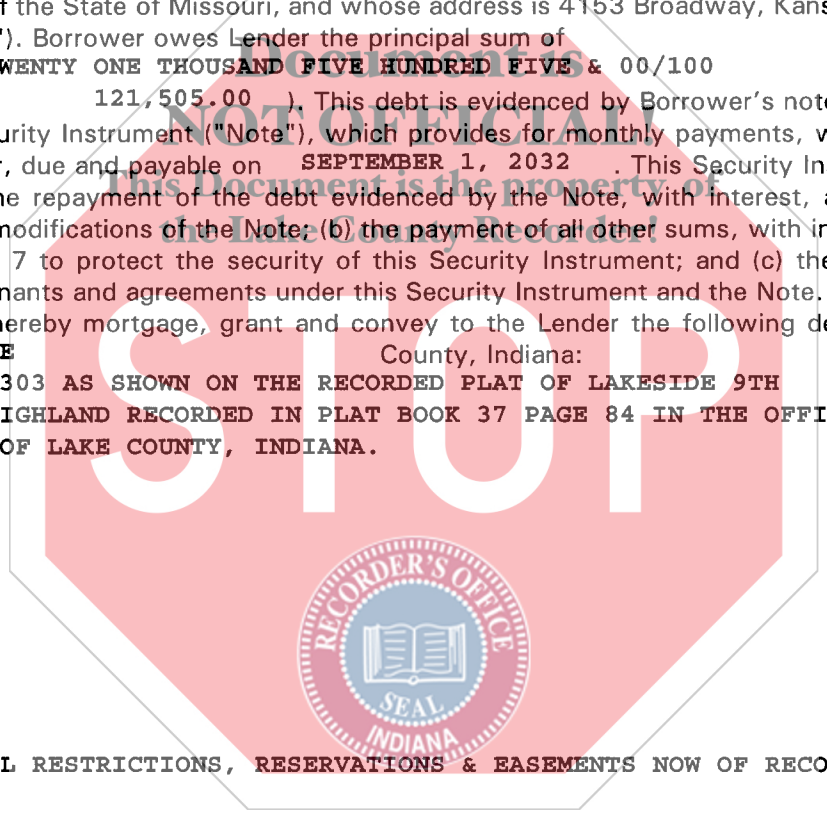 f the State of Missouri, and whose address is 4153 Broadway, Kans
"). Borrower owes Lender the principal sum of
WENTY ONE THOUSAND FIVE HUNDRED FIVE & 00/100
121,505.00 ). This debt is evidenced by Borrower's note
urity Instrument ("Note"), which provides for monthly payments, w
, due and payable on SEPTEMBER 1, 2032 . This Security In
he repayment of the debt evidenced by the Note, with interest, a
modifications of the Note; (b) the payment of all other sums, with in
7 to protect the security of this Security Instrument; and (c) the
nants and agreements under this Security Instrument and the Note.
hereby mortgage, grant and convey to the Lender the following de
E County, Indiana:
303 AS SHOWN ON THE RECORDED PLAT OF LAKESIDE 9TH
IGHLAND RECORDED IN PLAT BOOK 37 PAGE 84 IN THE OFFI
OF LAKE COUNTY, INDIANA.
L RESTRICTIONS, RESERVATIONS & EASEMENTS NOW OF RECO
Document is
NOT OFFICIAL!
This Document is the property of
the Lake County Recorder!
STOP
RECORDER'S OFFICE
SEAL
INDIANA